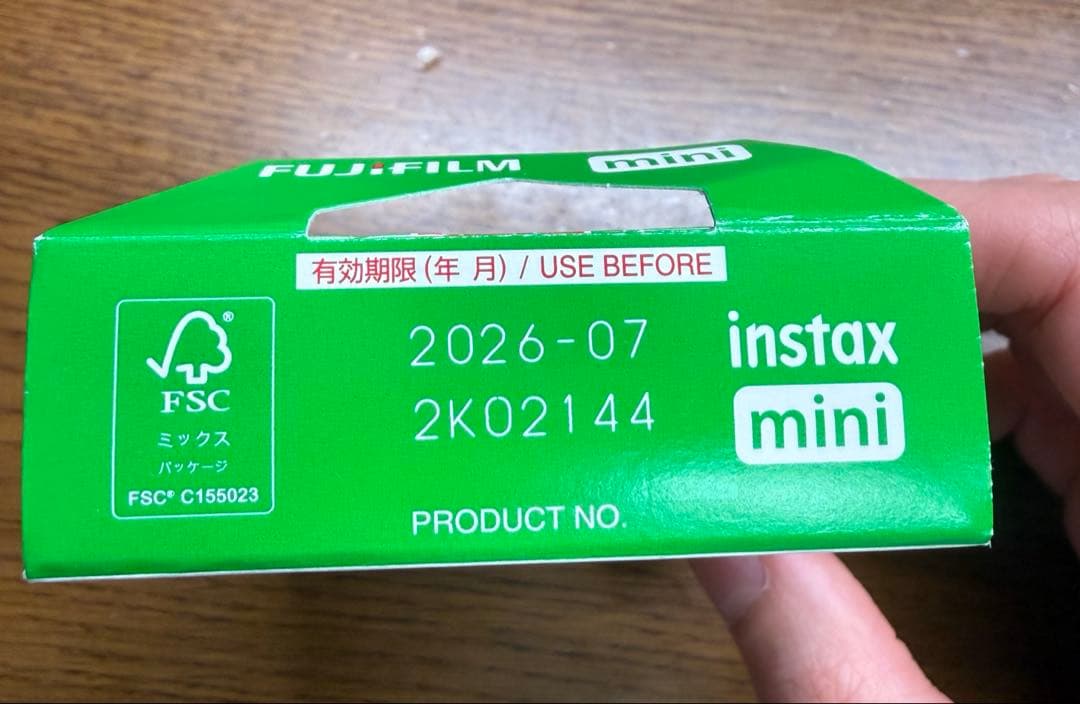 FUJIFILM
mini
有効期限 (年 月) / USE BEFORE
2026-07
2K02144
instax
mini
FSC
ミックス
パッケージ
FSC® C155023
PRODUCT NO.